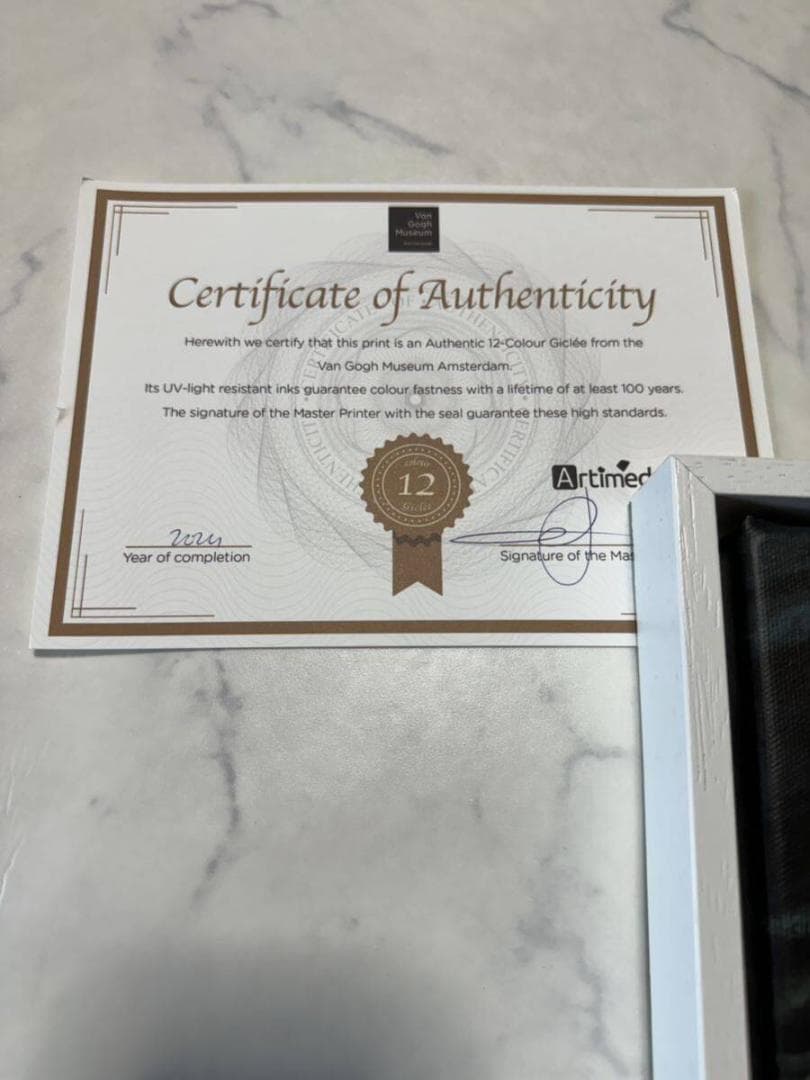 Van
Gogh
Museum
Certificate of Authenticity
Herewith we certify that this print is an Authentic 12-Colour Giclée from the
Van Gogh Museum Amsterdam.
Its UV-light resistant inks guarantee colour fastness with a lifetime of at least 100 years.
The signature of the Master Printer with the seal guarantee these high standards.
12
Giclée
Artimed
2024
Year of completion
Signature of the Mas